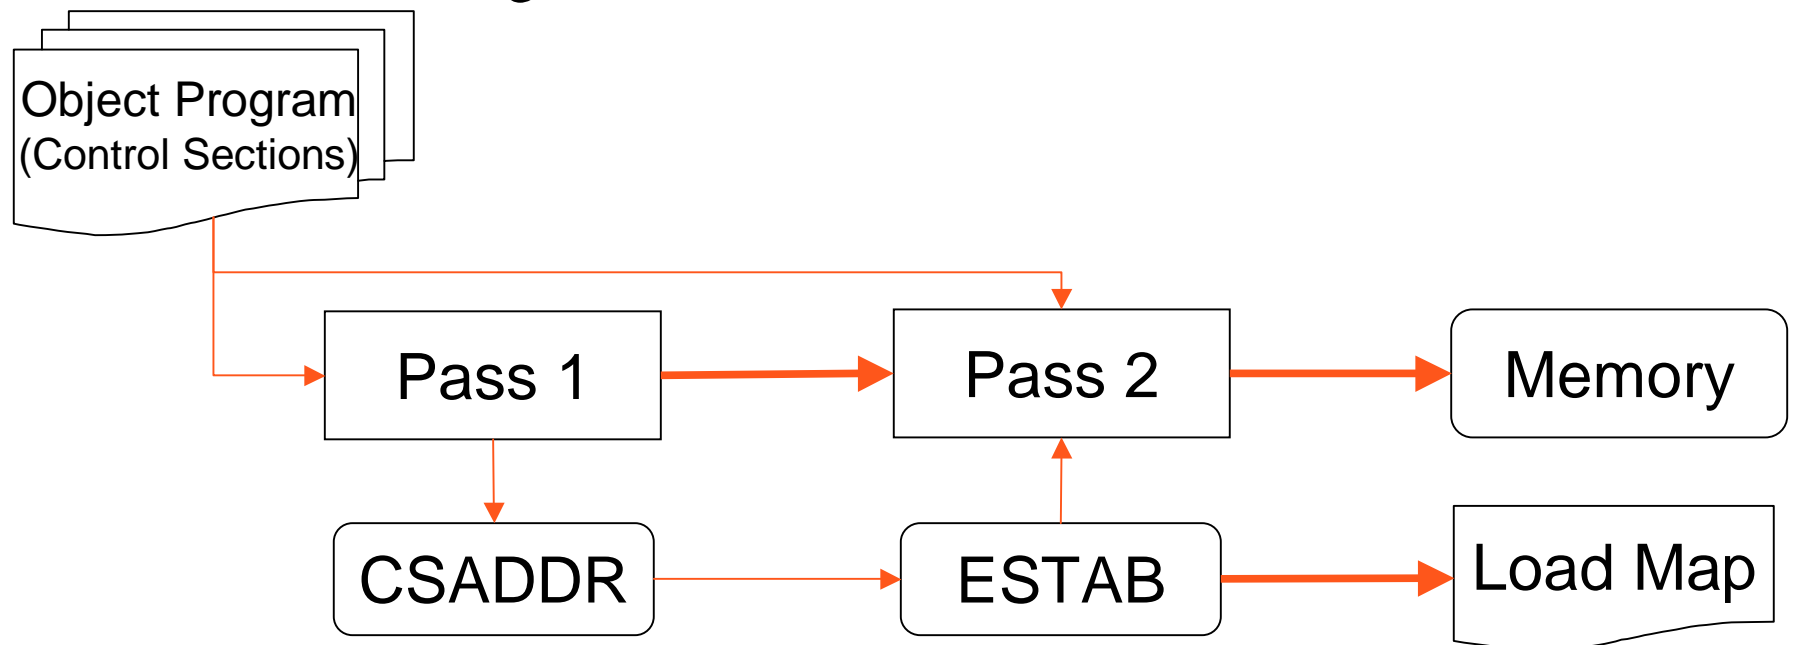 Object Program
(Control Sections)
Pass 1
Pass 2
Memory
CSADDR
ESTAB
Load Map